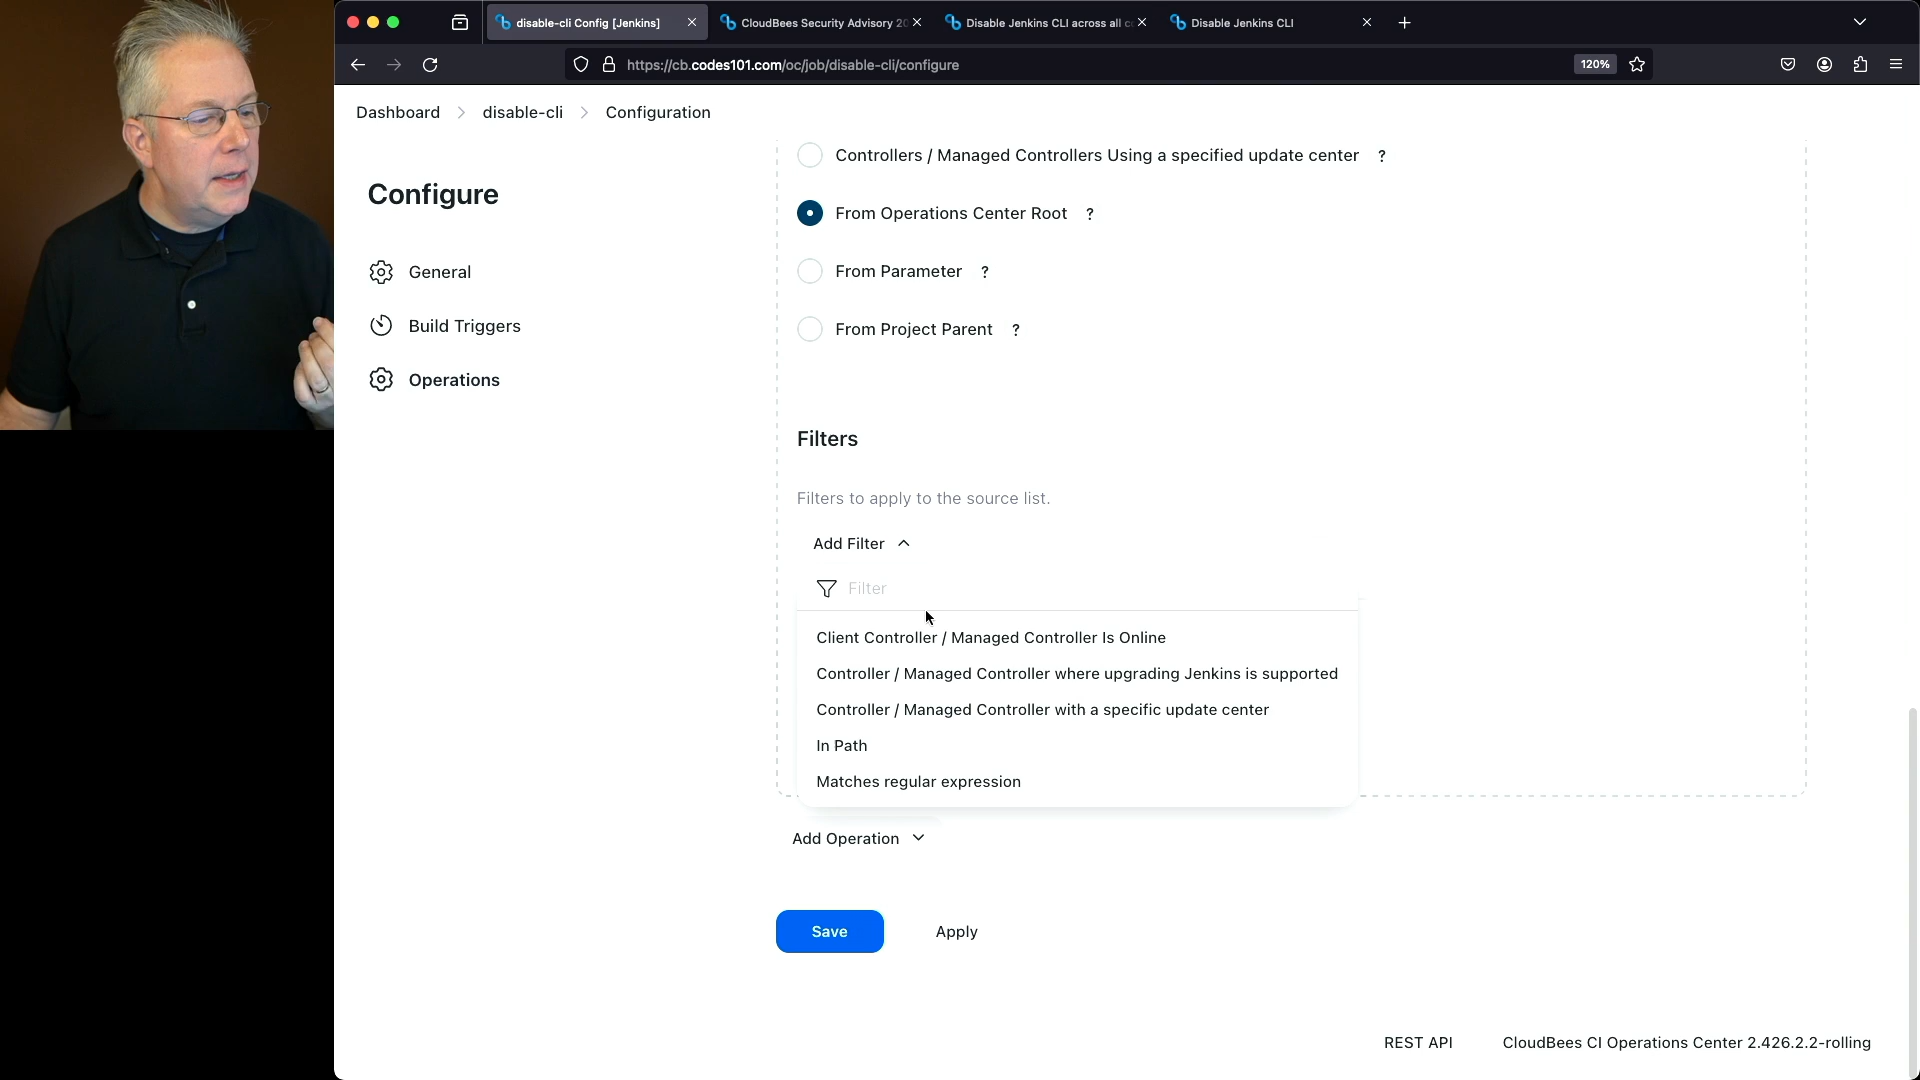 disable-cli Config [Jenkins]
CloudBees Security Advisory 20
Disable Jenkins CLI across all c
Disable Jenkins CLI
https://cb.codes101.com/oc/job/disable-cli/configure
120%
Dashboard > disable-cli > Configuration
Configure
General
Build Triggers
Operations
Controllers / Managed Controllers Using a specified update center ?
From Operations Center Root ?
From Parameter ?
From Project Parent ?
Filters
Filters to apply to the source list.
Add Filter
Filter
Client Controller / Managed Controller Is Online
Controller / Managed Controller where upgrading Jenkins is supported
Controller / Managed Controller with a specific update center
In Path
Matches regular expression
Add Operation
Save
Apply
REST API
CloudBees CI Operations Center 2.426.2.2-rolling